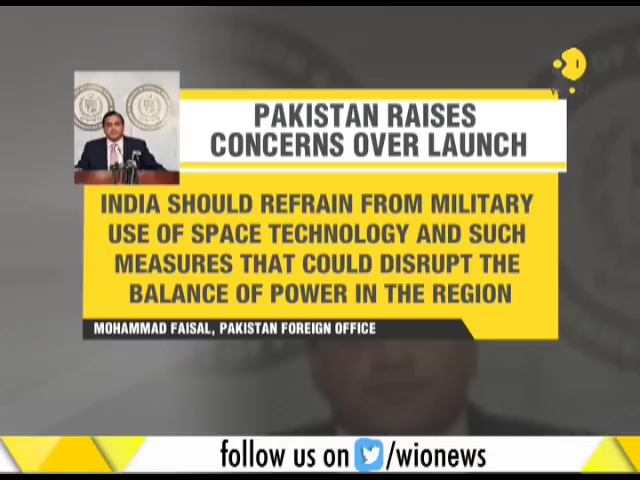 PAKISTAN RAISES
CONCERNS OVER LAUNCH
INDIA SHOULD REFRAIN FROM MILITARY
USE OF SPACE TECHNOLOGY AND SUCH
MEASURES THAT COULD DISRUPT THE
BALANCE OF POWER IN THE REGION
MOHAMMAD FAISAL, PAKISTAN FOREIGN OFFICE
follow us on /wionews